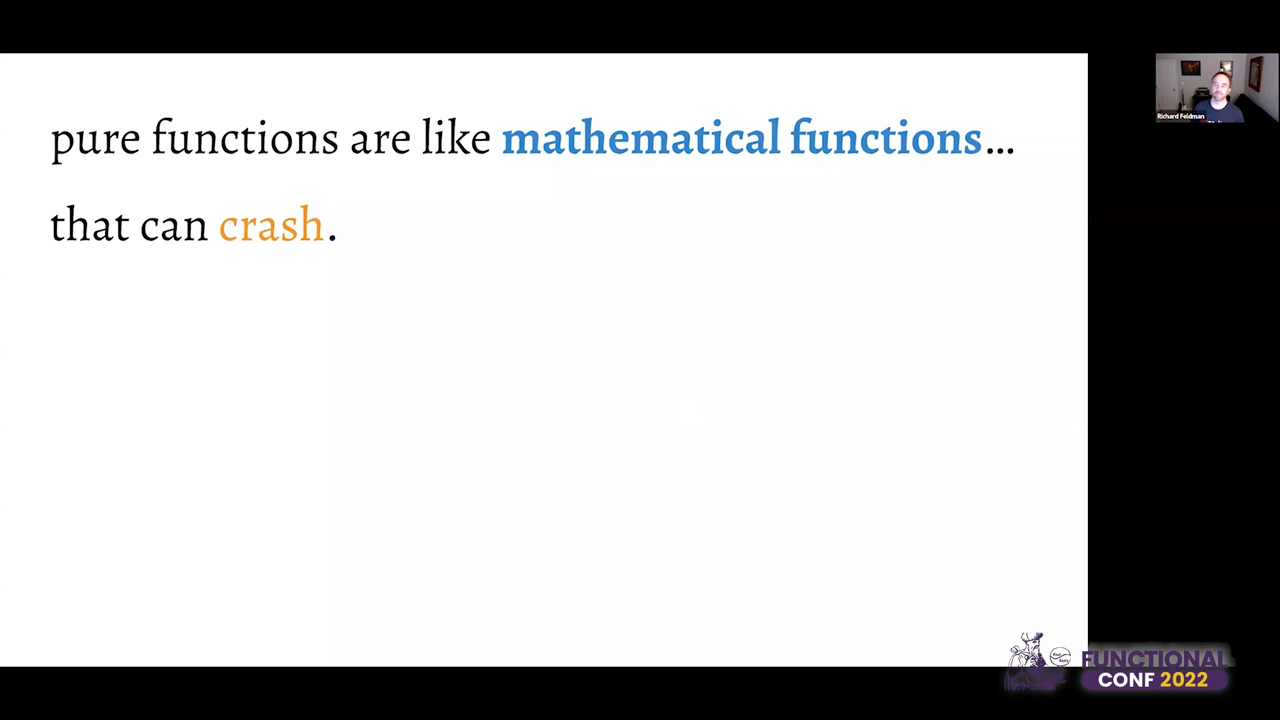 pure functions are like mathematical functions...
that can crash.
Richard Feldman
FUNCTIONAL
CONF 2022